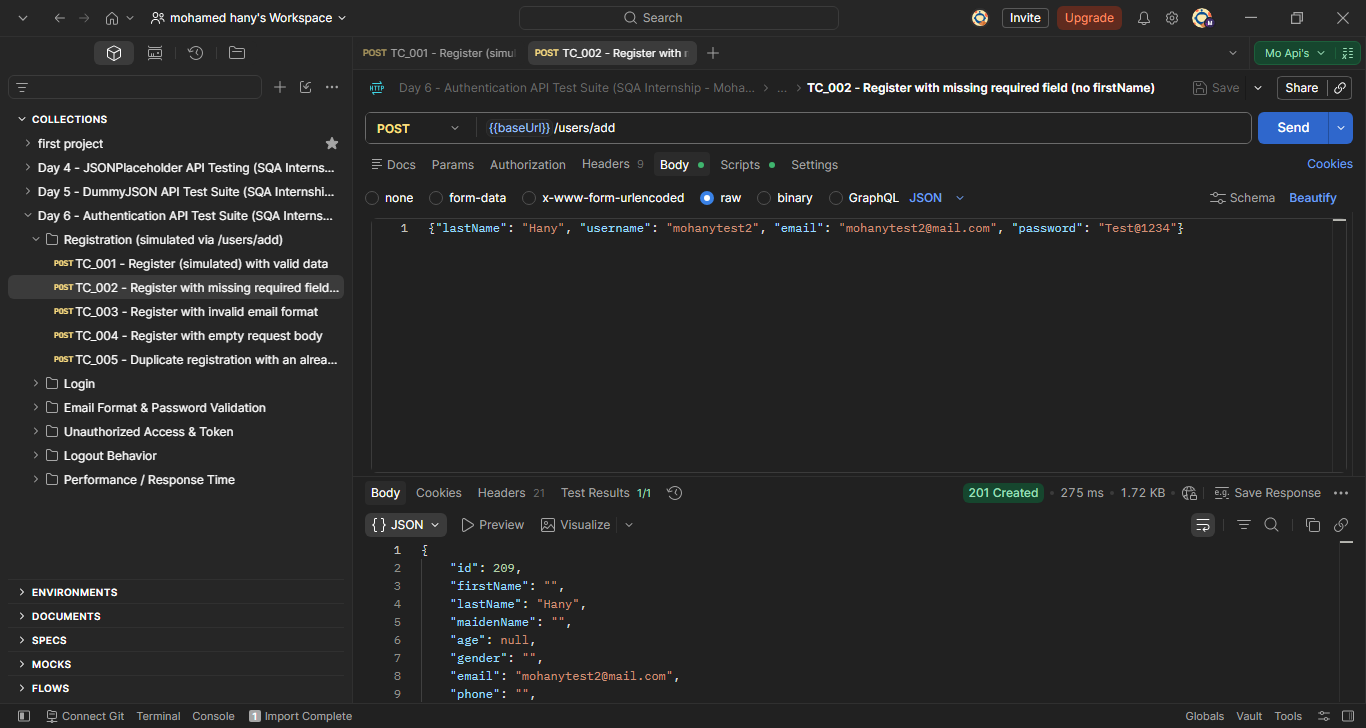 mohamed hany's Workspace
Search
Invite
Upgrade
POST TC_001 - Register (simul
POST TC_002 - Register with r
Mo Api's
HTTP
Day 6 - Authentication API Test Suite (SQA Internship - Moha... > ... > TC_002 - Register with missing required field (no firstName)
Save
Share
COLLECTIONS
first project
Day 4 - JSONPlaceholder API Testing (SQA Interns...
Day 5 - DummyJSON API Test Suite (SQA Internshi...
Day 6 - Authentication API Test Suite (SQA Interns...
Registration (simulated via /users/add)
POST TC_001 - Register (simulated) with valid data
POST TC_002 - Register with missing required field...
POST TC_003 - Register with invalid email format
POST TC_004 - Register with empty request body
POST TC_005 - Duplicate registration with an alrea...
Login
Email Format & Password Validation
Unauthorized Access & Token
Logout Behavior
Performance / Response Time
ENVIRONMENTS
DOCUMENTS
SPECS
MOCKS
FLOWS
POST
{{baseUrl}} /users/add
Send
Docs Params Authorization Headers 9 Body Scripts Settings
Cookies
none form-data x-www-form-urlencoded raw binary GraphQL JSON
Schema Beautify
1 {"lastName": "Hany", "username": "mohanytest2", "email": "mohanytest2@mail.com", "password": "Test@1234"}
Body Cookies Headers 21 Test Results 1/1
201 Created • 275 ms • 1.72 KB
e.g. Save Response
{} JSON Preview Visualize
1 {
2 "id": 209,
3 "firstName": "",
4 "lastName": "Hany",
5 "maidenName": "",
6 "age": null,
7 "gender": "",
8 "email": "mohanytest2@mail.com",
9 "phone": "",
Connect Git Terminal Console 1 Import Complete
Globals Vault Tools